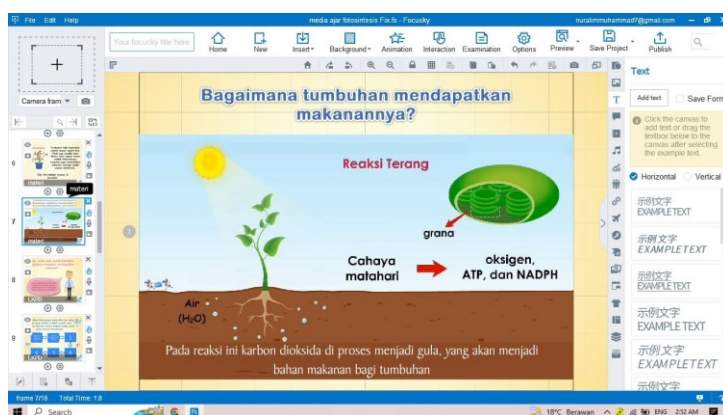 File Edit Help
media ajar fotosintesis Fix.fs - Focusky
nuralimmuhammad7@gmail.com
Your focusky title here
Home
New
Insert
Background
Animation
Interaction
Examination
Options
Preview
Save Project
Publish
Camera fram
6
materi
materi
7
materi
8
LKPD
9
LKPD
Bagaimana tumbuhan mendapatkan
makanannya?
Reaksi Terang
grana
Cahaya
matahari
oksigen,
ATP, dan NADPH
Air
(H₂O)
Pada reaksi ini karbon dioksida di proses menjadi gula, yang akan menjadi
bahan makanan bagi tumbuhan
Text
Add text
Save Form
Click the canvas to
add text or drag the
textbox below to the
canvas after selecting
the example text.
Horizontal
Vertical
示例文字
EXAMPLE TEXT
示例文字
EXAMPLE TEXT
示例文字
EXAMPLE TEXT
示例文字
EXAMPLE TEXT
示例文字
EXAMPLE TEXT
示例文字
frame 7/18 Total Time: 1:8
Search
18°C Berawan
ENG
2:52 AM